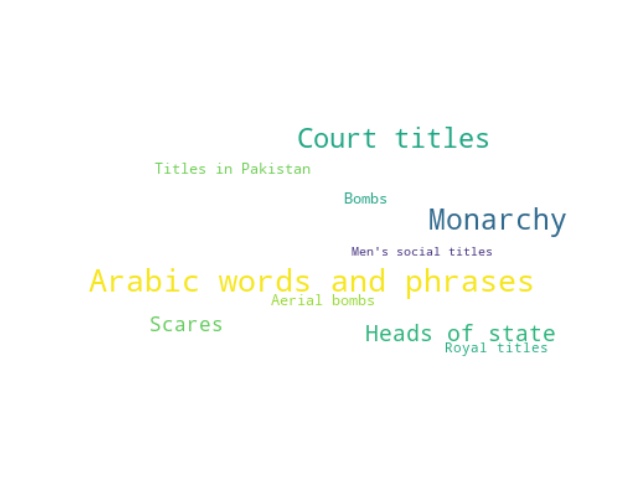 Court titles
Titles in Pakistan
Bombs
Monarchy
Men's social titles
Arabic words and phrases
Aerial bombs
Scares
Heads of state
Royal titles